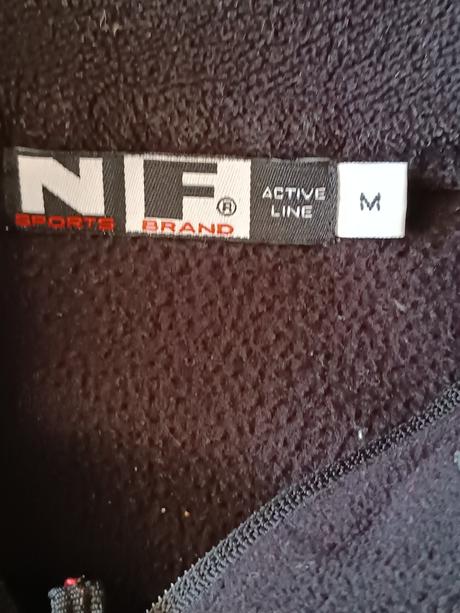 NF®
SPORTS BRAND
ACTIVE
LINE
M